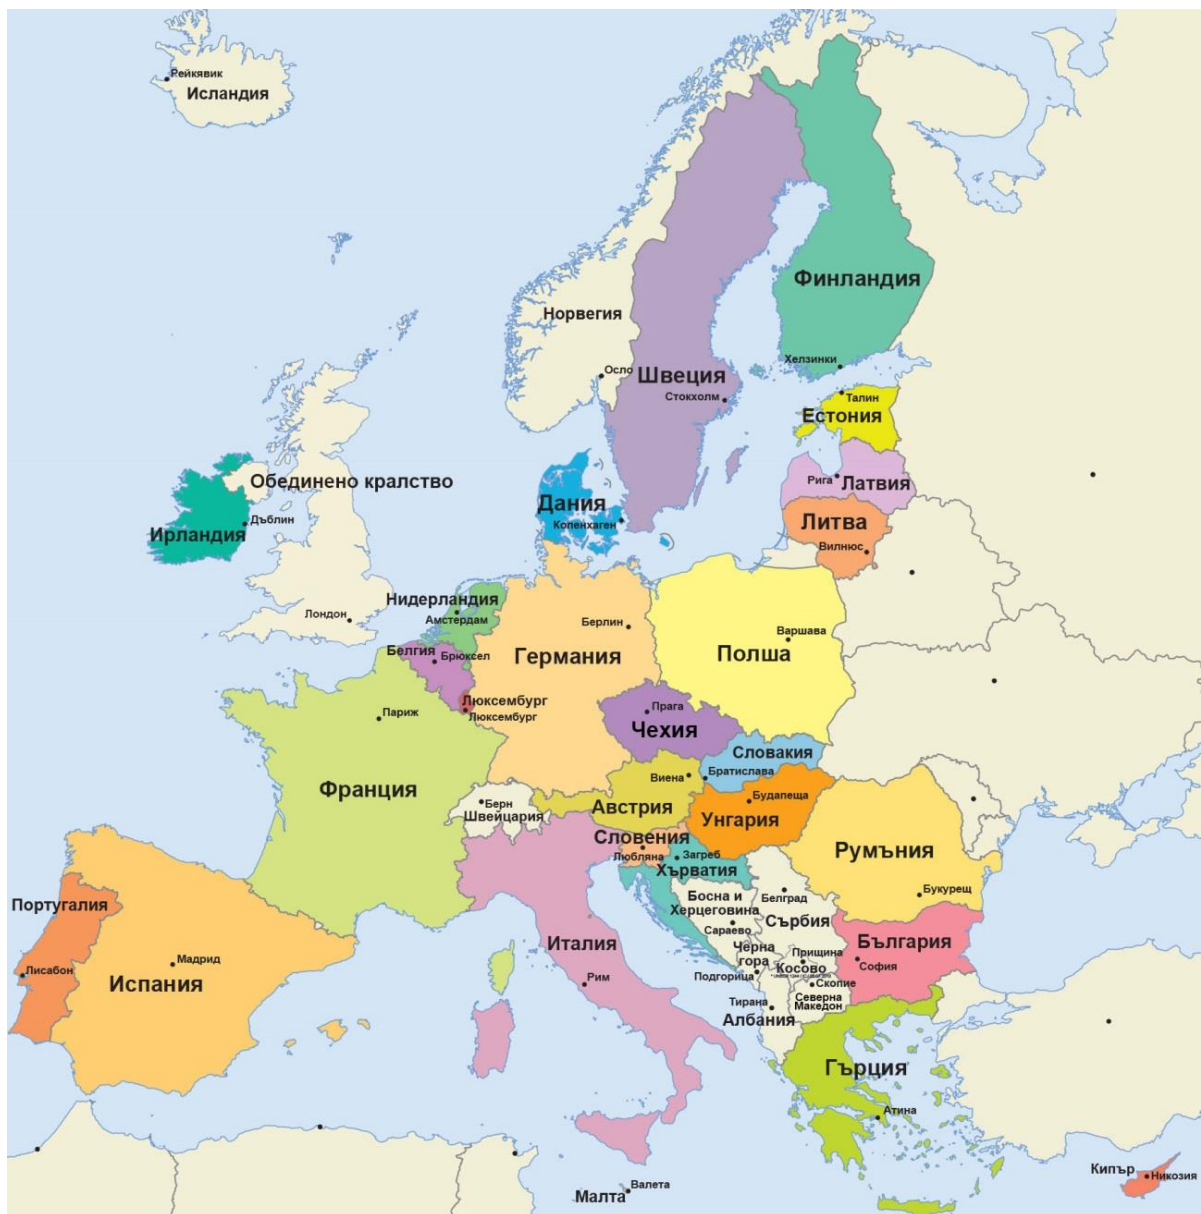 Рейкявик
Исландия
Финландия
Норвегия
Хелзинки
Осло
Швеция
Стокхолм
Талин
Естония
Рига
Латвия
Обединено кралство
Дания
Копенхаген
Литва
Вилнюс
Дъблин
Ирландия
Нидерландия
Амстердам
Лондон
Берлин
Варшава
Белгия
Брюксел
Германия
Полша
Люксембург
Люксембург
Париж
Прага
Чехия
Словакия
Братислава
Виена
Франция
Берн
Швейцария
Австрия
Будапеща
Унгария
Словения
Любляна
Загреб
Хърватия
Румъния
Букурещ
Босна и
Херцеговина
Сараево
Белград
Сърбия
Португалия
Лисабон
Мадрид
Испания
Италия
Рим
Черна
гора
Подгорица
Прищина
Косово
България
София
Скопие
Северна
Македон
Тирана
Албания
Гърция
Атина
Малта
Валета
Кипър
Никозия